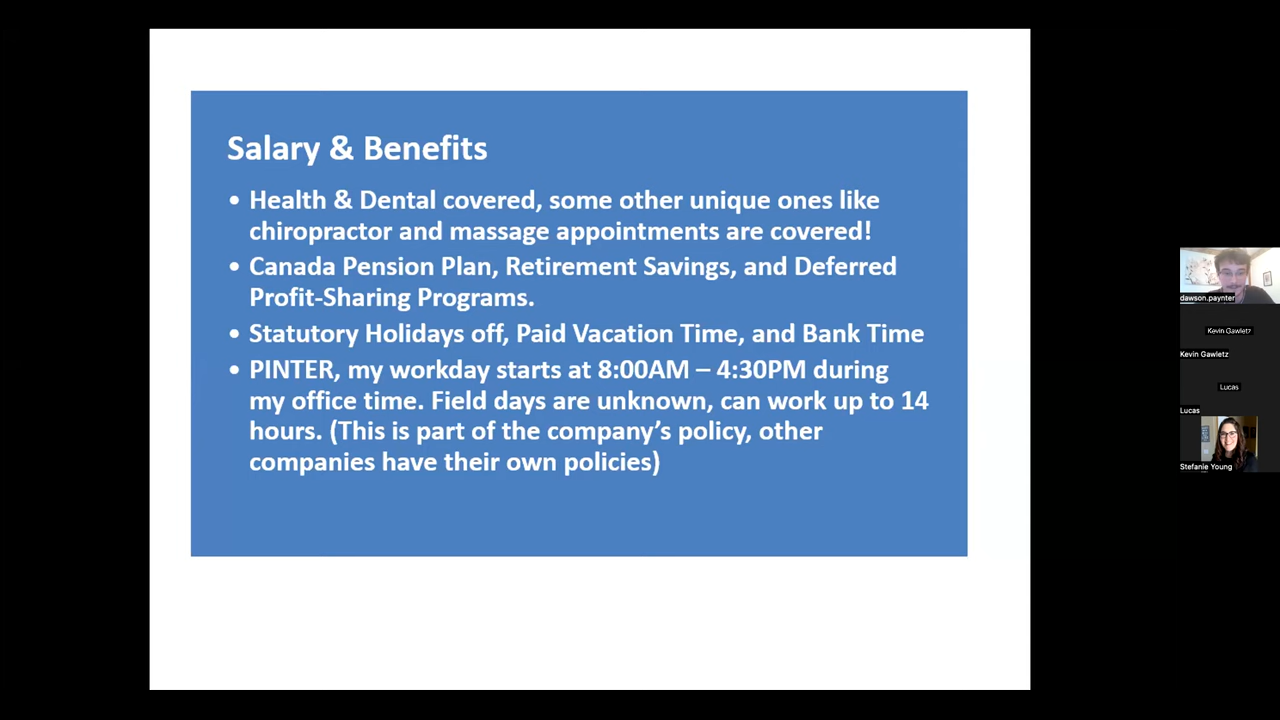 Salary & Benefits
• Health & Dental covered, some other unique ones like
chiropractor and massage appointments are covered!
• Canada Pension Plan, Retirement Savings, and Deferred
Profit-Sharing Programs.
• Statutory Holidays off, Paid Vacation Time, and Bank Time
• PINTER, my workday starts at 8:00AM – 4:30PM during
my office time. Field days are unknown, can work up to 14
hours. (This is part of the company's policy, other
companies have their own policies)
dawson.paynter
Kevin Gawletz
Kevin Gawletz
Lucas
Lucas
Stefanie Young